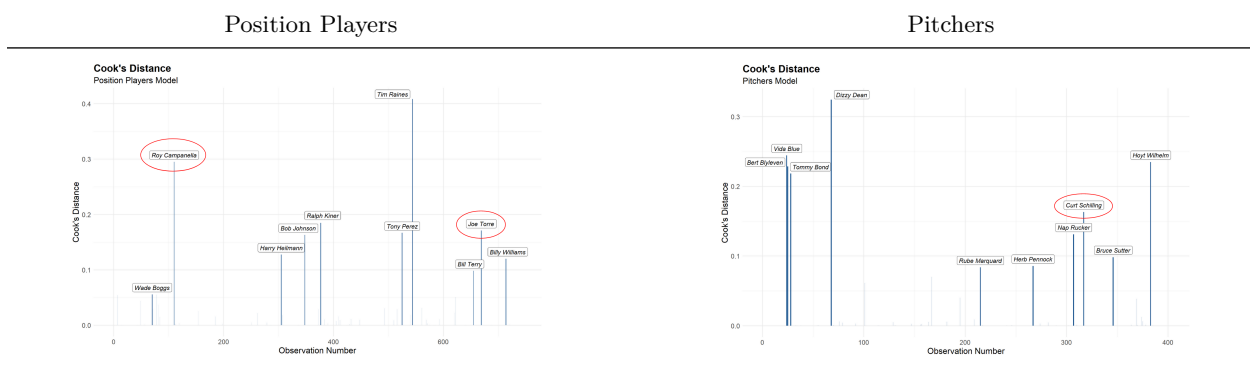 Position Players
Pitchers
Cook's Distance
Position Players Model
Cook's Distance
0.4
0.3
0.2
0.1
0.0
Tim Raines
Roy Campanella
Ralph Kiner
Bob Johnson
Joe Torre
Tony Perez
Harry Heilmann
Billy Williams
Bill Terry
Wade Boggs
0
200
400
600
Observation Number
Cook's Distance
Pitchers Model
Cook's Distance
0.3
0.2
0.1
0.0
Dizzy Dean
Vida Blue
Bert Blyleven
Tommy Bond
Hoyt Wilhelm
Curt Schilling
Nap Rucker
Bruce Sutter
Herb Pennock
Rube Marquard
0
100
200
300
400
Observation Number